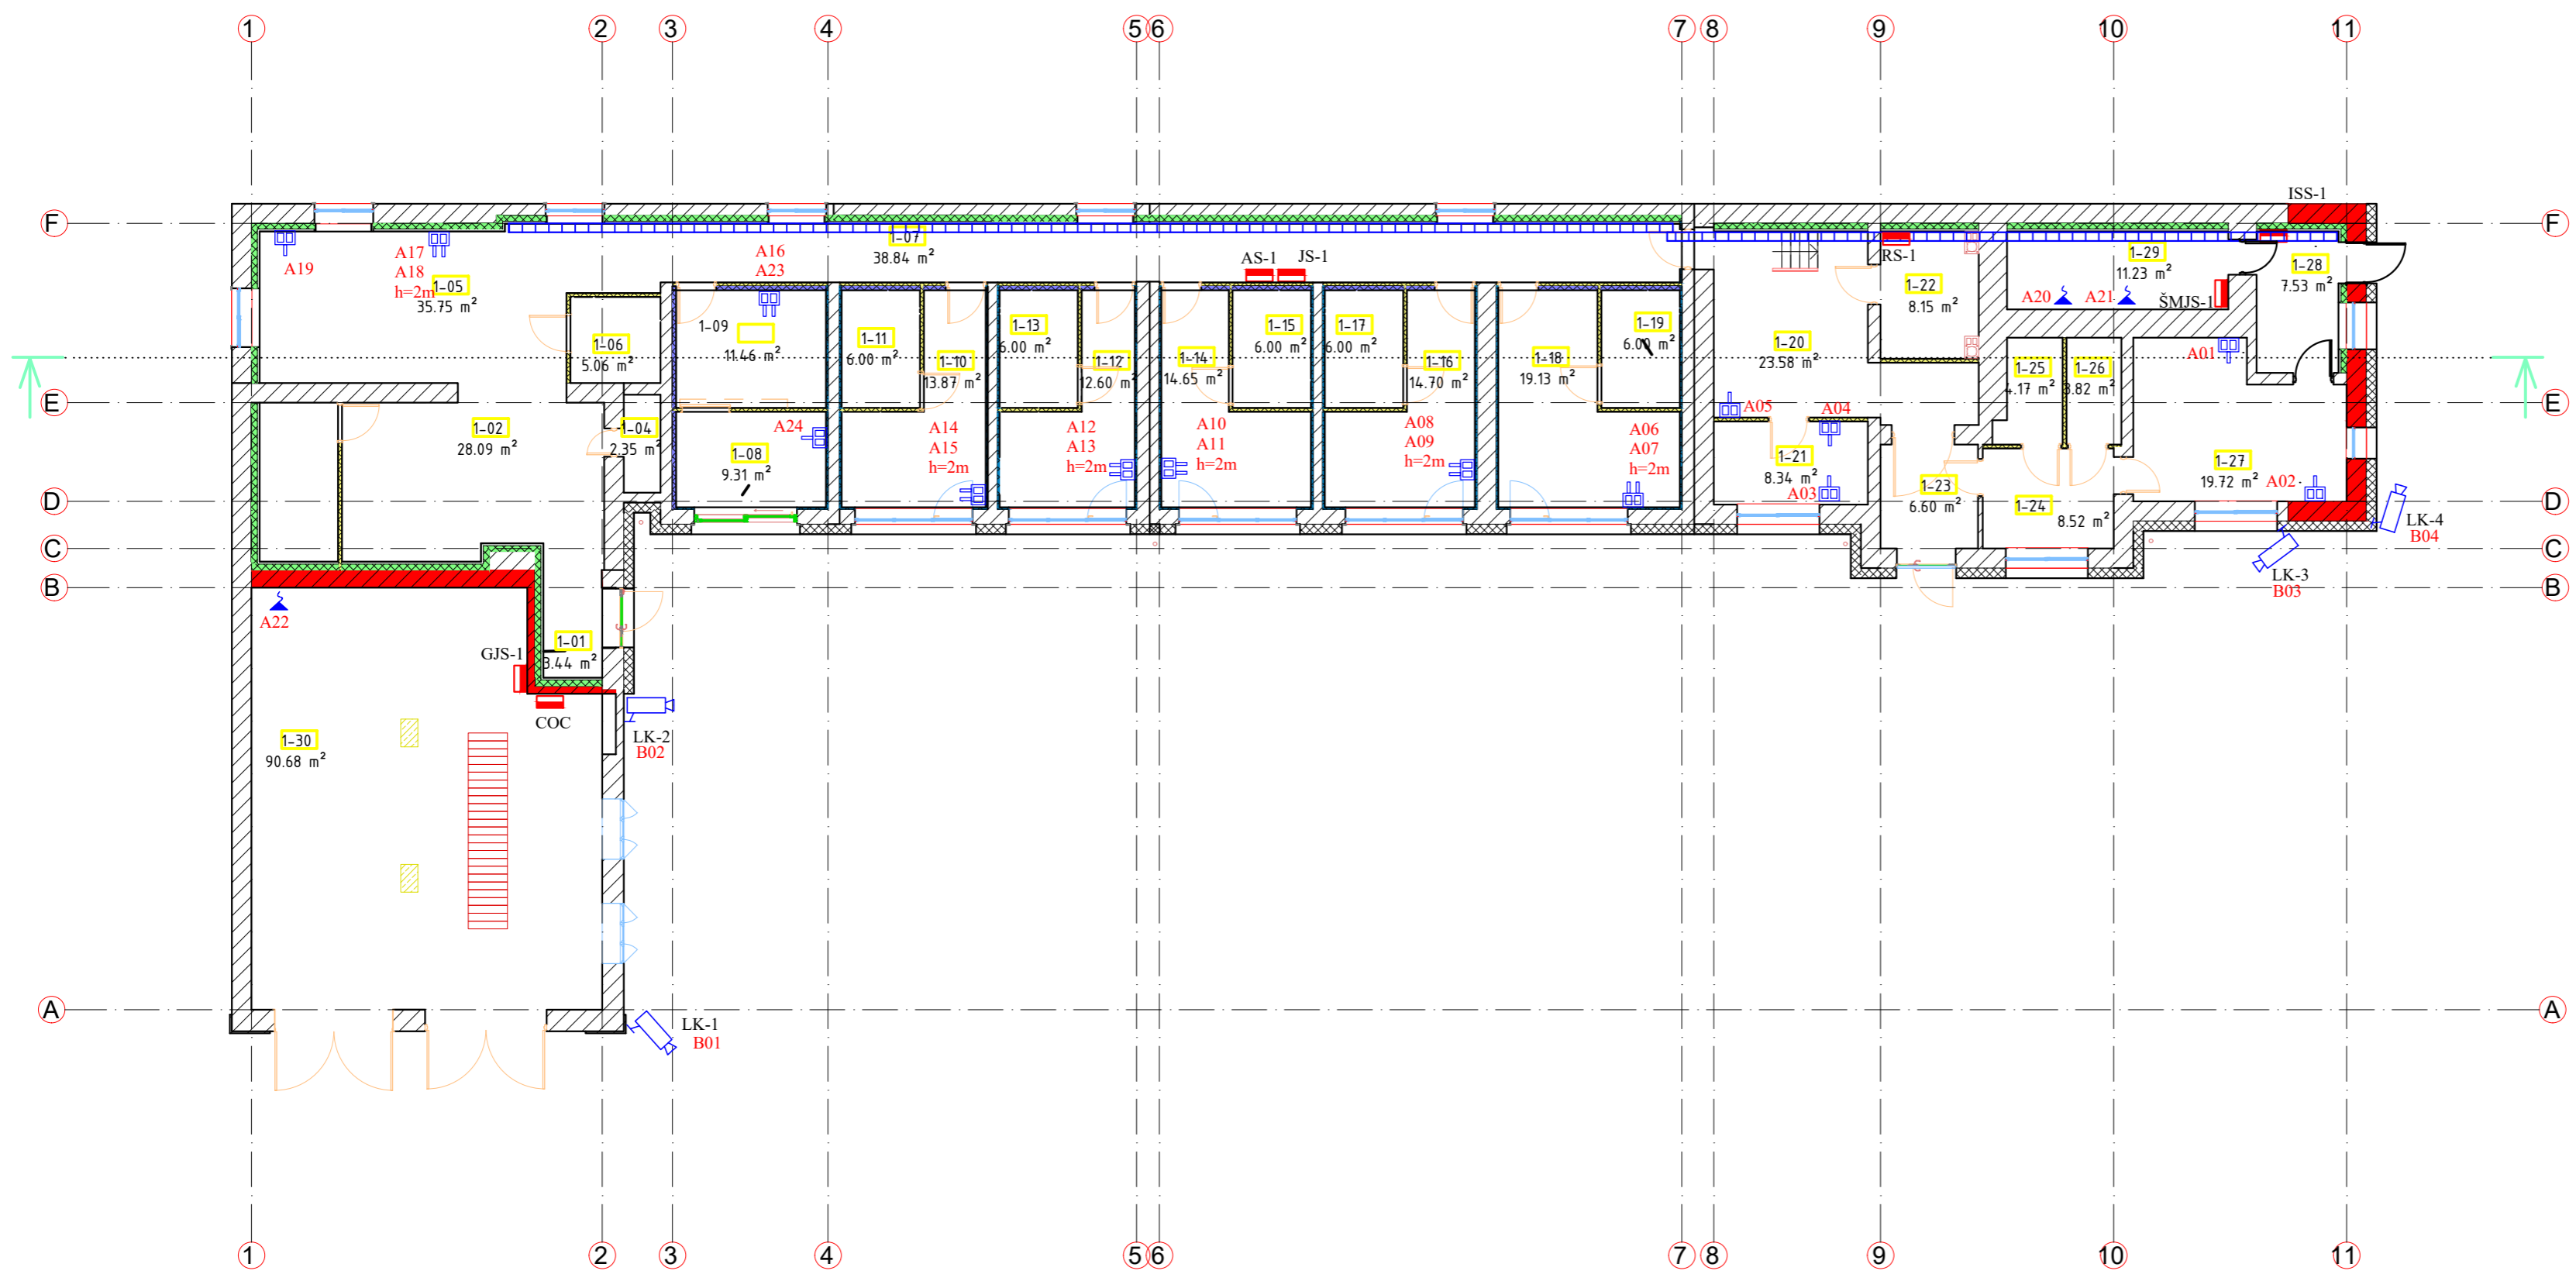 1 2 3 4 5 6 7 8 9 10 11
ISS-1
F F
1-07
38.84 m²
A16
A23
A17
A18
h=2m
A19
1-05
35.75 m²
AS-1 JS-1
RS-1
1-29
11.23 m²
1-28
7.53 m²
1-22
8.15 m²
A20 A21
ŠMJS-1
1-09
11.46 m²
1-06
5.06 m²
1-11
6.00 m²
1-10
13.87 m²
1-13
6.00 m²
1-12
12.60 m²
1-14
14.65 m²
1-15
6.00 m²
1-17
6.00 m²
1-16
14.70 m²
1-18
19.13 m²
1-19
6.00 m²
1-20
23.58 m²
1-25
4.17 m²
1-26
3.82 m²
A01
E E
1-02
28.09 m²
1-04
2.35 m²
A24
1-08
9.31 m²
A14
A15
h=2m
A12
A13
h=2m
A10
A11
h=2m
A08
A09
h=2m
A06
A07
h=2m
A05
A04
1-21
8.34 m²
A03
1-23
6.60 m²
1-24
8.52 m²
1-27
19.72 m²
A02
D D
LK-4
B04
C C
LK-3
B03
B B
A22
1-01
3.44 m²
GJS-1
COC
LK-2
B02
1-30
90.68 m²
A A
LK-1
B01
1 2 3 4 5 6 7 8 9 10 11